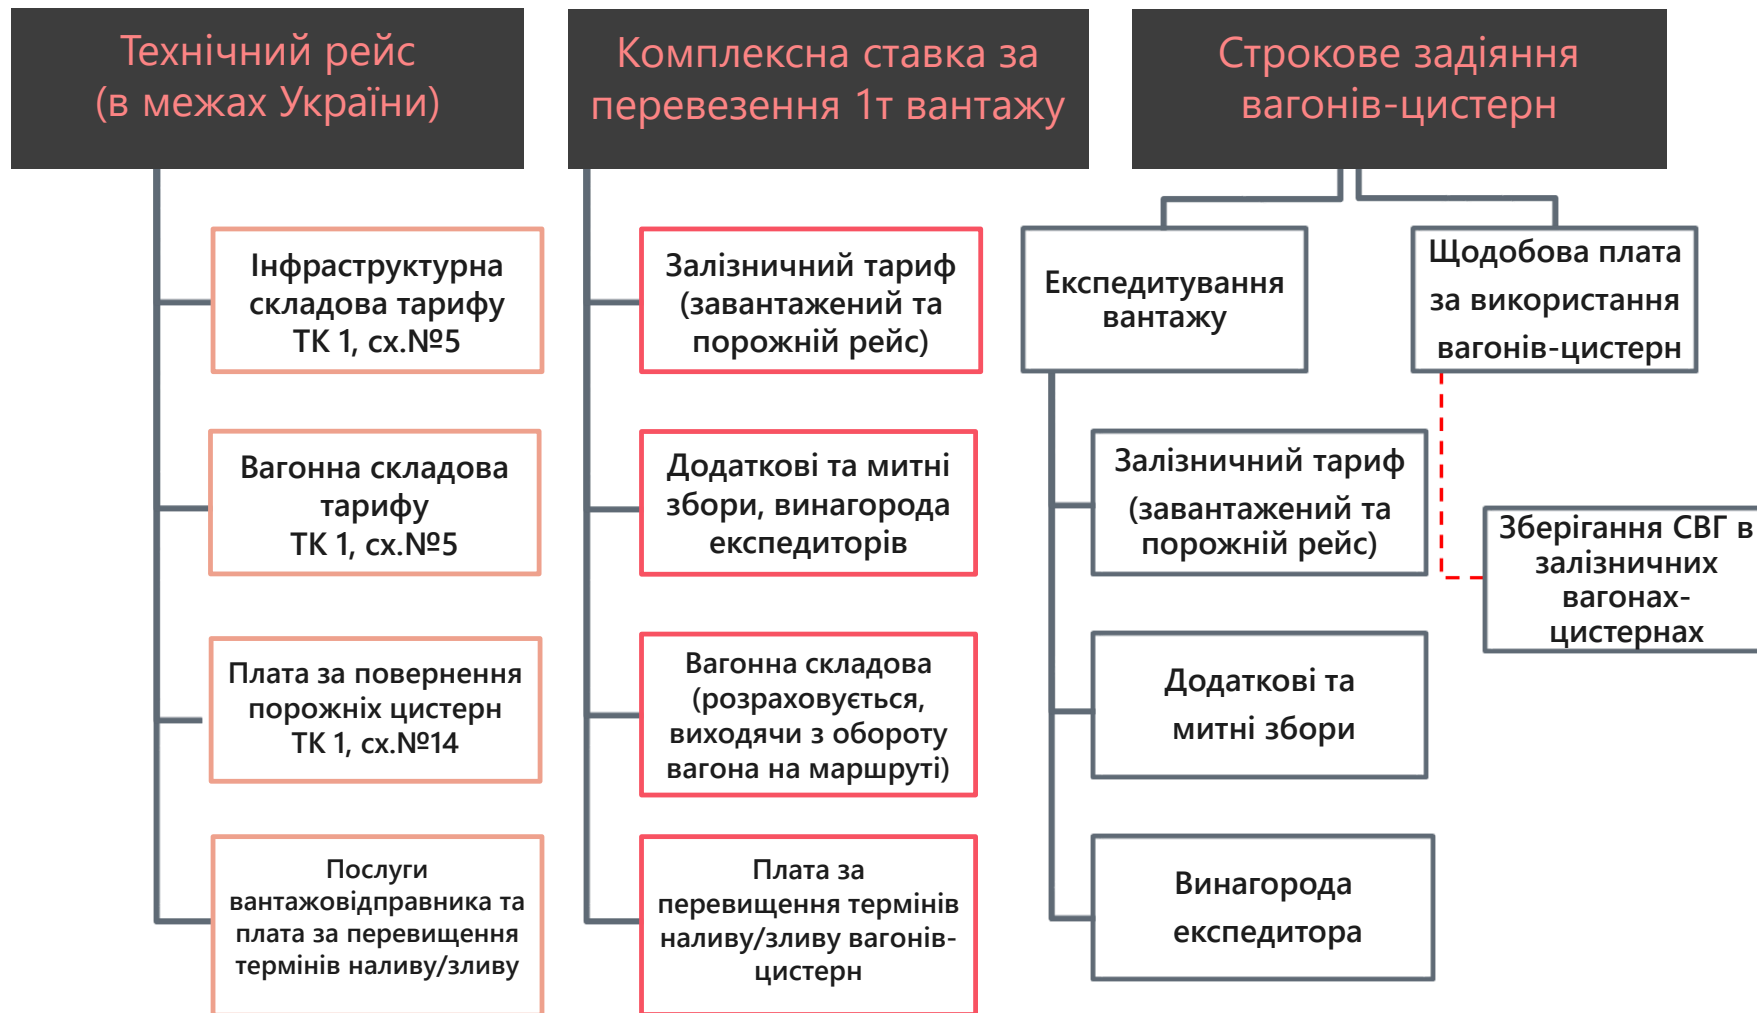 Технічний рейс
(в межах України)
Інфраструктурна
складова тарифу
ТК 1, сх.№5
Вагонна складова
тарифу
ТК 1, сх.№5
Плата за повернення
порожніх цистерн
ТК 1, сх.№14
Послуги
вантажовідправника та
плата за перевищення
термінів наливу/зливу
Комплексна ставка за
перевезення 1т вантажу
Залізничний тариф
(завантажений та
порожній рейс)
Додаткові та митні
збори, винагорода
експедиторів
Вагонна складова
(розраховується,
виходячи з обороту
вагона на маршруті)
Плата за
перевищення термінів
наливу/зливу вагонів-
цистерн
Строкове задіяння
вагонів-цистерн
Експедитування
вантажу
Залізничний тариф
(завантажений та
порожній рейс)
Додаткові та
митні збори
Винагорода
експедитора
Щодобова плата
за використання
вагонів-цистерн
Зберігання СВГ в
залізничних
вагонах-
цистернах